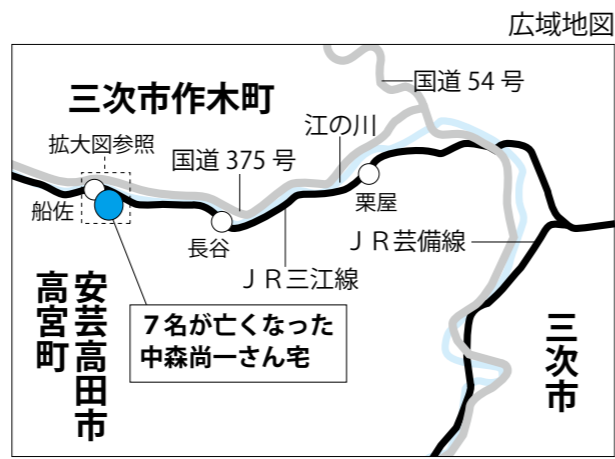 広域地図
国道 54 号
三次市作木町
江の川
拡大図参照
国道 375 号
船佐
栗屋
長谷
ＪＲ芸備線
ＪＲ三江線
安芸高田市
高宮町
７名が亡くなった
中森尚一さん宅
三次市